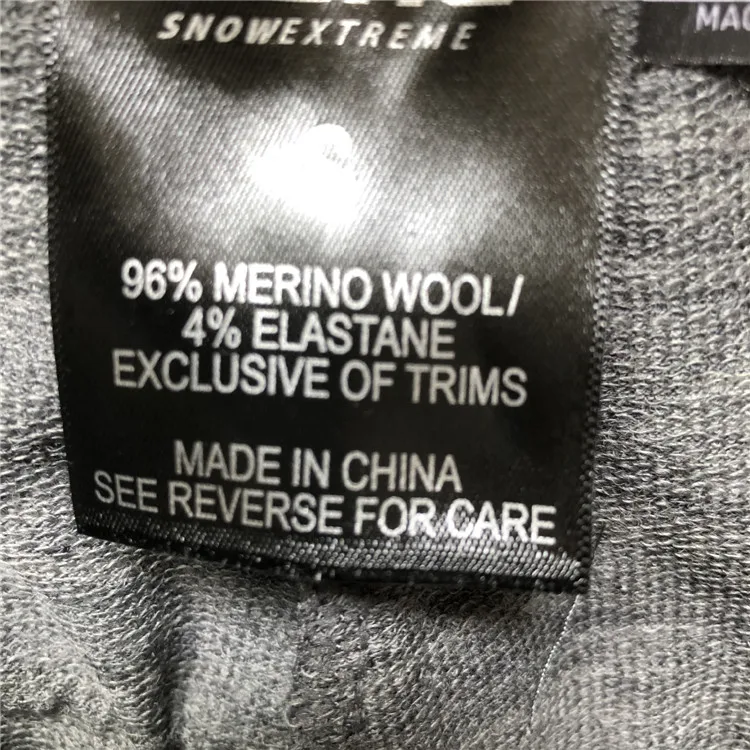 SNOWEXTREME
96% MERINO WOOL/
4% ELASTANE
EXCLUSIVE OF TRIMS
MADE IN CHINA
SEE REVERSE FOR CARE